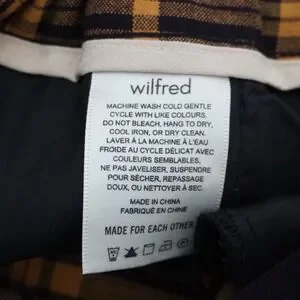 wilfred
MACHINE WASH COLD GENTLE
CYCLE WITH LIKE COLOURS,
DO NOT BLEACH, HANG TO DRY,
COOL IRON, OR DRY CLEAN.
LAVER À LA MACHINE À L'EAU
FROIDE AU CYCLE DÉLICAT AVEC
COULEURS SEMBLABLES,
NE PAS JAVELISER, SUSPENDRE
POUR SÉCHER, REPASSAGE
DOUX, OU NETTOYER À SEC.
MADE IN CHINA
FABRIQUÉ EN CHINE
MADE FOR EACH OTHER